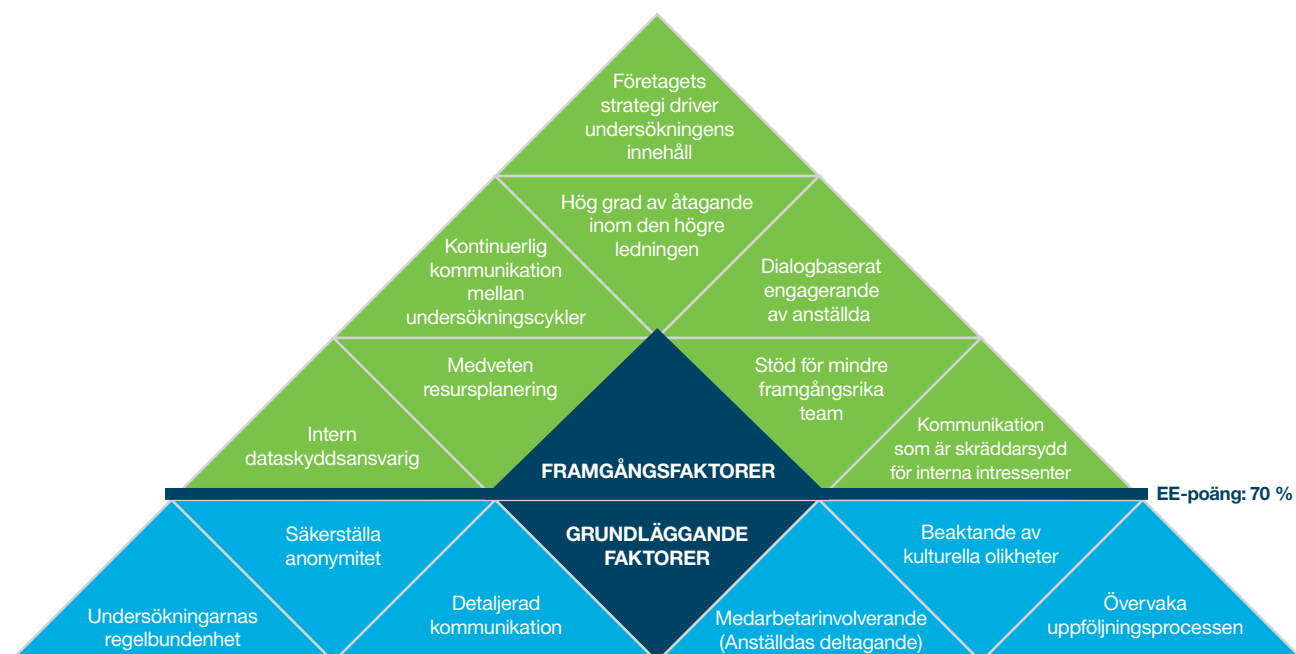 Företagets
strategi driver
undersökningens
innehåll
Hög grad av åtagande
inom den högre
ledningen
Kontinuerlig
kommunikation
mellan
undersökningscykler
Dialogbaserat
engagerande
av anställda
Medveten
resursplanering
Stöd för mindre
framgångsrika
team
Intern
dataskyddsansvarig
Kommunikation
som är skräddarsydd
för interna intressenter
FRAMGÅNGSFAKTORER
EE-poäng: 70 %
GRUNDLÄGGANDE
FAKTORER
Säkerställa
anonymitet
Beaktande av
kulturella olikheter
Undersökningarnas
regelbundenhet
Detaljerad
kommunikation
Medarbetarinvolverande
(Anställdas deltagande)
Övervaka
uppföljningsprocessen